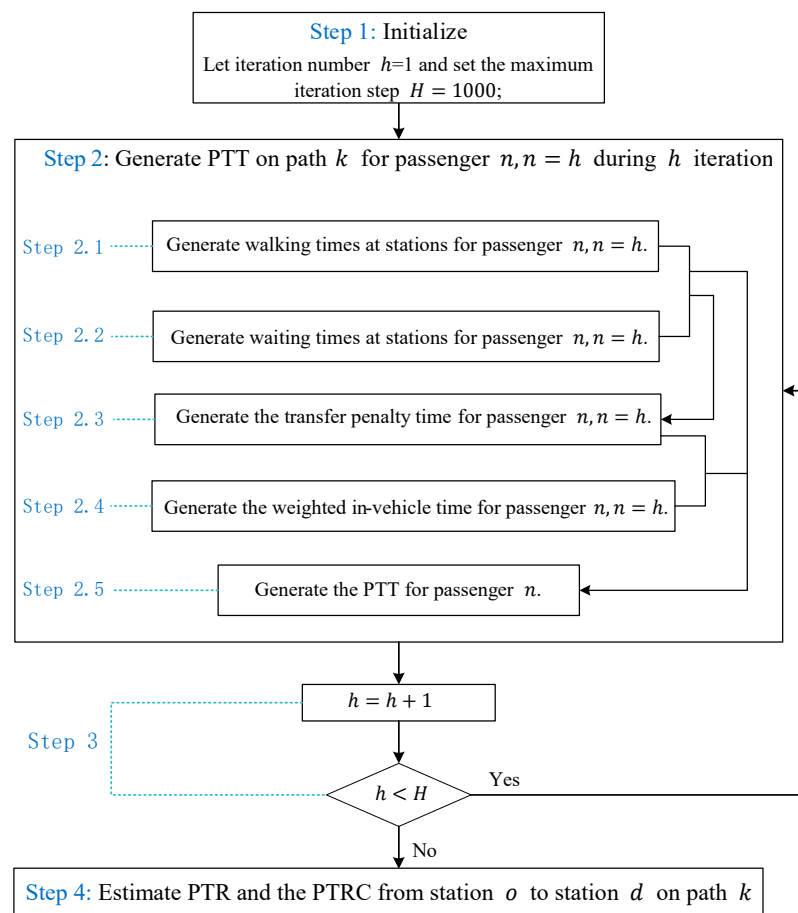 Step 1: Initialize
Let iteration number h=1 and set the maximum
iteration step H = 1000;
Step 2: Generate PTT on path k for passenger n, n = h during h iteration
Step 2.1
Generate walking times at stations for passenger n, n = h.
Step 2.2
Generate waiting times at stations for passenger n, n = h.
Step 2.3
Generate the transfer penalty time for passenger n, n = h.
Step 2.4
Generate the weighted in-vehicle time for passenger n, n = h.
Step 2.5
Generate the PTT for passenger n.
h = h + 1
Step 3
h < H
Yes
No
Step 4: Estimate PTR and the PTRC from station o to station d on path k